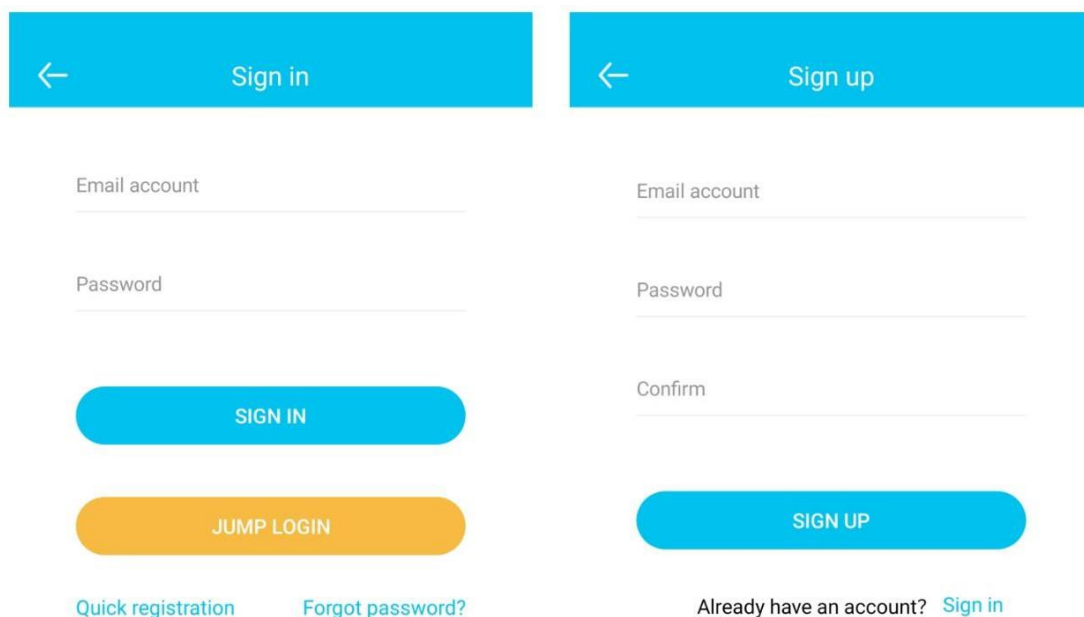 Sign in
Email account
Password
SIGN IN
JUMP LOGIN
Quick registration Forgot password?
Sign up
Email account
Password
Confirm
SIGN UP
Already have an account? Sign in